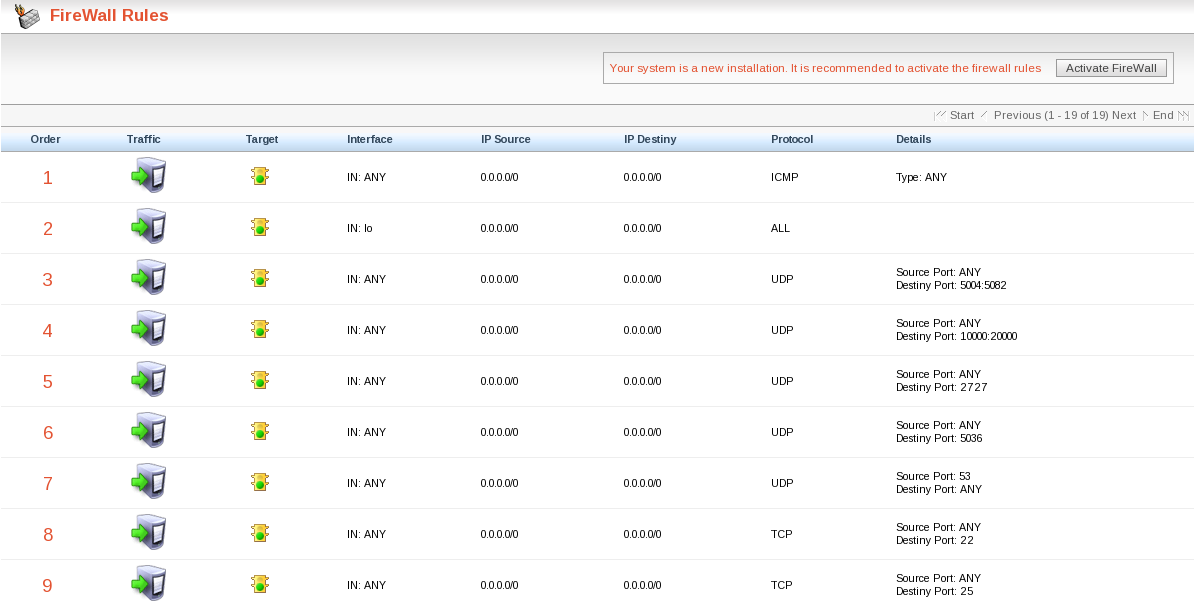 FireWall Rules
Your system is a new installation. It is recommended to activate the firewall rules Activate FireWall
Start Previous (1 - 19 of 19) Next End
Order Traffic Target Interface IP Source IP Destiny Protocol Details
1 IN: ANY 0.0.0.0/0 0.0.0.0/0 ICMP Type: ANY
2 IN: lo 0.0.0.0/0 0.0.0.0/0 ALL
3 IN: ANY 0.0.0.0/0 0.0.0.0/0 UDP Source Port: ANY
Destiny Port: 5004:5082
4 IN: ANY 0.0.0.0/0 0.0.0.0/0 UDP Source Port: ANY
Destiny Port: 10000:20000
5 IN: ANY 0.0.0.0/0 0.0.0.0/0 UDP Source Port: ANY
Destiny Port: 2727
6 IN: ANY 0.0.0.0/0 0.0.0.0/0 UDP Source Port: ANY
Destiny Port: 5036
7 IN: ANY 0.0.0.0/0 0.0.0.0/0 UDP Source Port: 53
Destiny Port: ANY
8 IN: ANY 0.0.0.0/0 0.0.0.0/0 TCP Source Port: ANY
Destiny Port: 22
9 IN: ANY 0.0.0.0/0 0.0.0.0/0 TCP Source Port: ANY
Destiny Port: 25